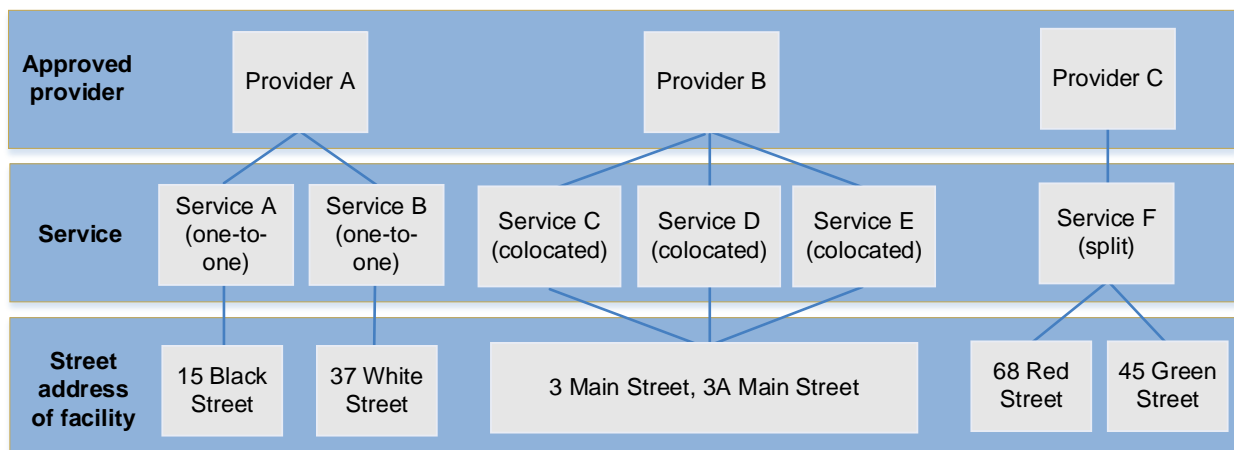 Approved
provider
Provider A
Provider B
Provider C
Service
Service A
(one-to-
one)
Service B
(one-to-
one)
Service C
(colocated)
Service D
(colocated)
Service E
(colocated)
Service F
(split)
Street
address
of facility
15 Black
Street
37 White
Street
3 Main Street, 3A Main Street
68 Red
Street
45 Green
Street